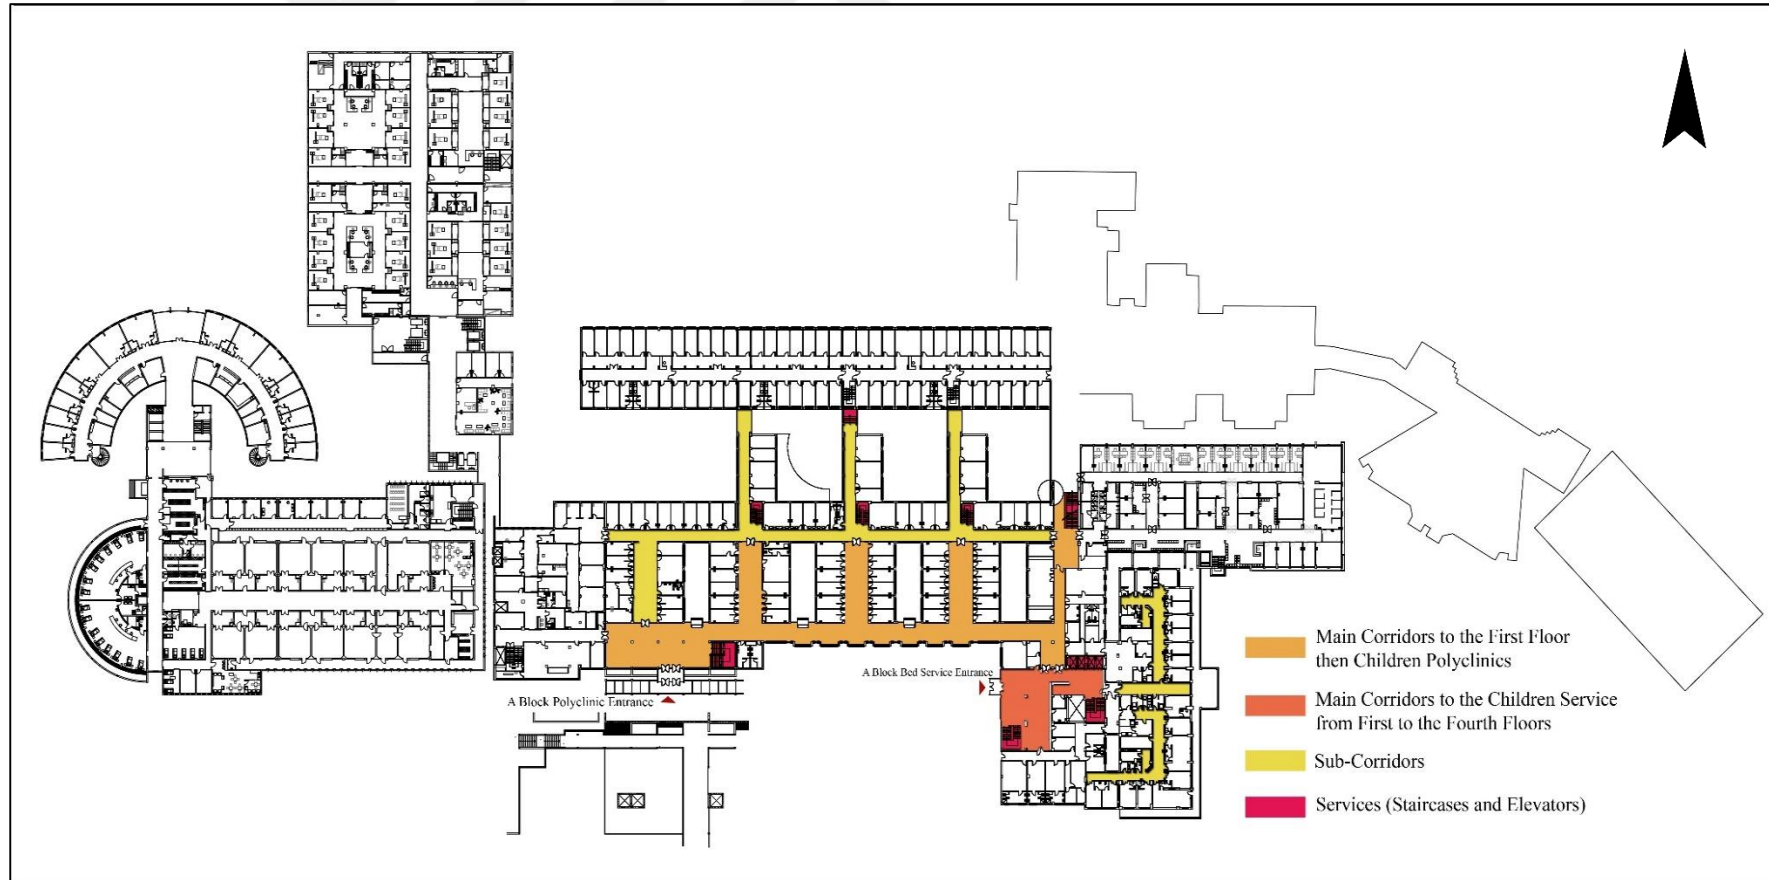 A Block Bed Service Entrance
A Block Polyclinic Entrance
Main Corridors to the First Floor
then Children Polyclinics
Main Corridors to the Children Service
from First to the Fourth Floors
Sub-Corridors
Services (Staircases and Elevators)